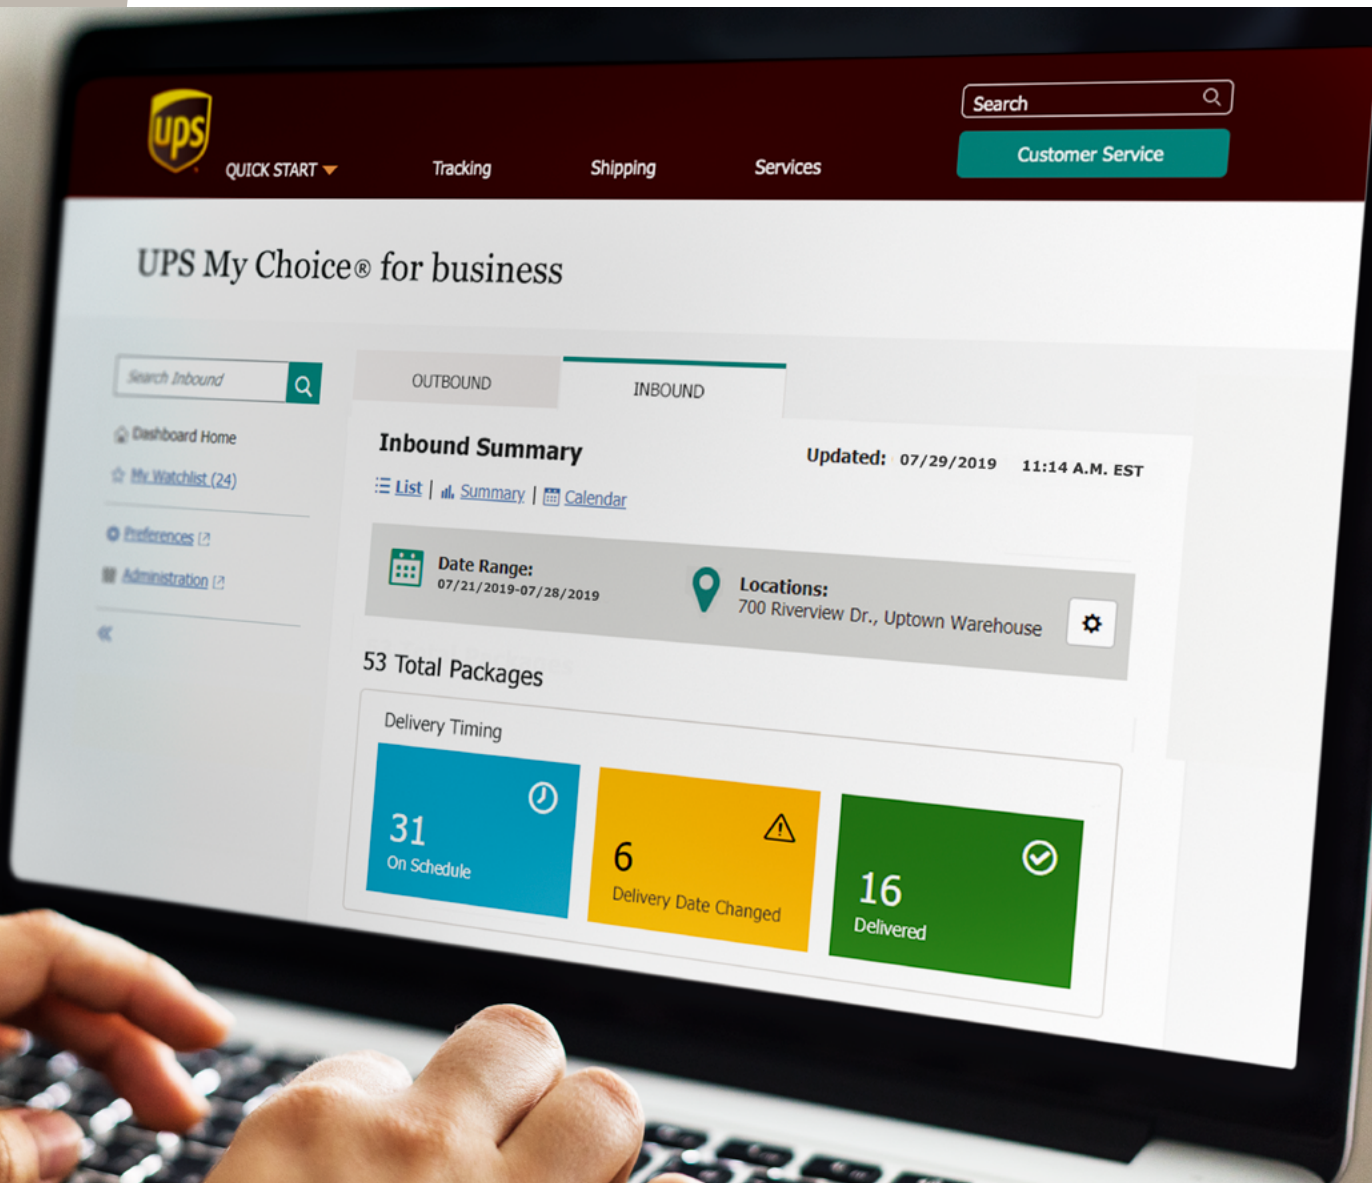 ups
Search
QUICK START
Tracking
Shipping
Services
Customer Service
UPS My Choice® for business
Search Inbound
Dashboard Home
My Watchlist (24)
Preferences
Administration
OUTBOUND
INBOUND
Inbound Summary
Updated: 07/29/2019 11:14 A.M. EST
List | Summary | Calendar
Date Range:
07/21/2019-07/28/2019
Locations:
700 Riverview Dr., Uptown Warehouse
53 Total Packages
Delivery Timing
31
On Schedule
6
Delivery Date Changed
16
Delivered